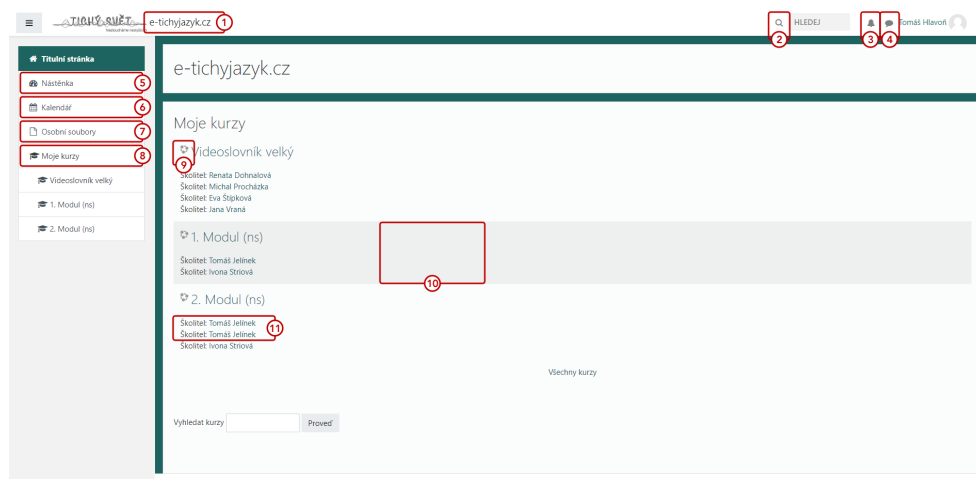 TICHÝ SVĚT e-tichyjazyk.cz 1
HLEDEJ Tomáš Hlavoň
2 3 4
Titulní stránka
Nástěnka 5
Kalendář 6
Osobní soubory 7
Moje kurzy 8
Videoslovník velký
1. Modul (ns)
2. Modul (ns)
e-tichyjazyk.cz
Moje kurzy
Videoslovník velký
9
Školitel: Renata Dohnalová
Školitel: Michal Procházka
Školitel: Eva Štípková
Školitel: Jana Vraná
1. Modul (ns)
Školitel: Tomáš Jelínek
Školitel: Ivona Striová
10
2. Modul (ns)
Školitel: Tomáš Jelínek
Školitel: Tomáš Jelínek
11
Školitel: Ivona Striová
Všechny kurzy
Vyhledat kurzy Proveď